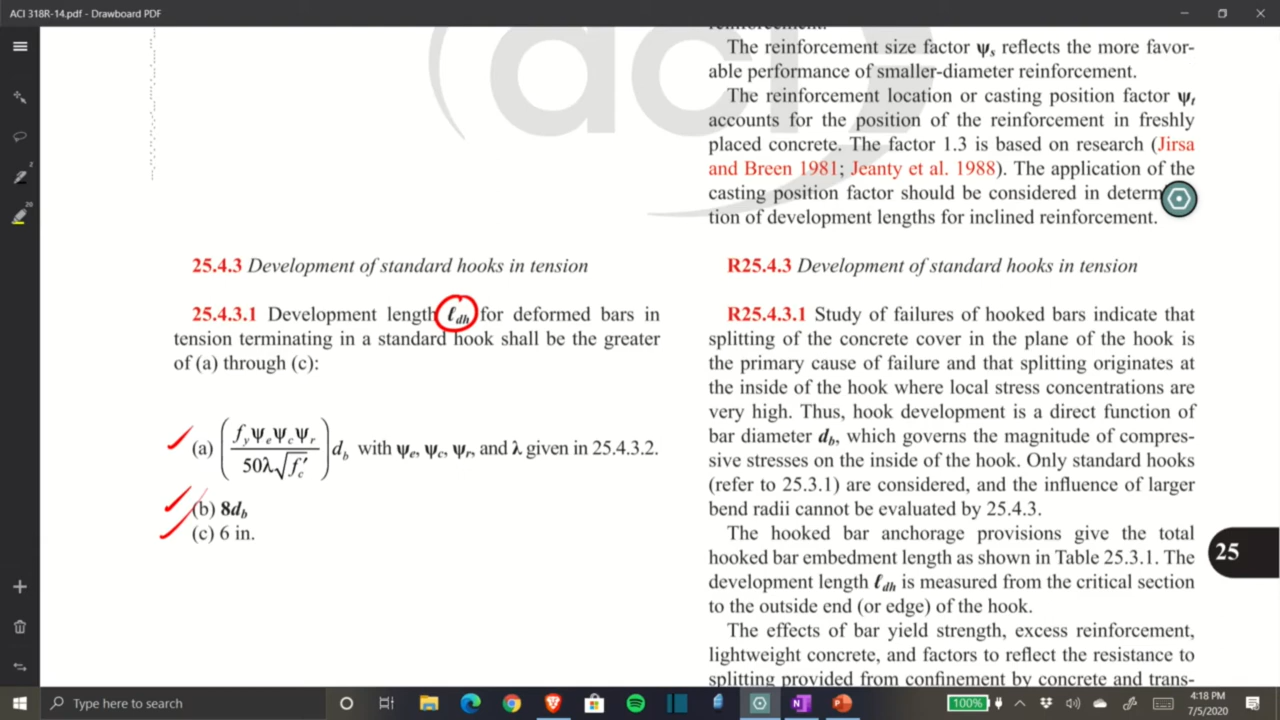 ACI 318R-14.pdf - Drawboard PDF
The reinforcement size factor ψs reflects the more favor-
able performance of smaller-diameter reinforcement.
The reinforcement location or casting position factor ψt
accounts for the position of the reinforcement in freshly
placed concrete. The factor 1.3 is based on research (Jirsa
and Breen 1981; Jeanty et al. 1988). The application of the
casting position factor should be considered in determ
tion of development lengths for inclined reinforcement.
25.4.3 Development of standard hooks in tension
25.4.3.1 Development length ℓdh for deformed bars in
tension terminating in a standard hook shall be the greater
of (a) through (c):
(a) (fyΨeΨcΨr / 50λ√f'c) db with ψe, ψc, ψr, and λ given in 25.4.3.2.
(b) 8db
(c) 6 in.
R25.4.3 Development of standard hooks in tension
R25.4.3.1 Study of failures of hooked bars indicate that
splitting of the concrete cover in the plane of the hook is
the primary cause of failure and that splitting originates at
the inside of the hook where local stress concentrations are
very high. Thus, hook development is a direct function of
bar diameter db, which governs the magnitude of compres-
sive stresses on the inside of the hook. Only standard hooks
(refer to 25.3.1) are considered, and the influence of larger
bend radii cannot be evaluated by 25.4.3.
The hooked bar anchorage provisions give the total
hooked bar embedment length as shown in Table 25.3.1. The
development length ℓdh is measured from the critical section
to the outside end (or edge) of the hook.
The effects of bar yield strength, excess reinforcement,
lightweight concrete, and factors to reflect the resistance to
splitting provided from confinement by concrete and trans-
25
aci
2
20
Type here to search
100%
4:18 PM
7/5/2020